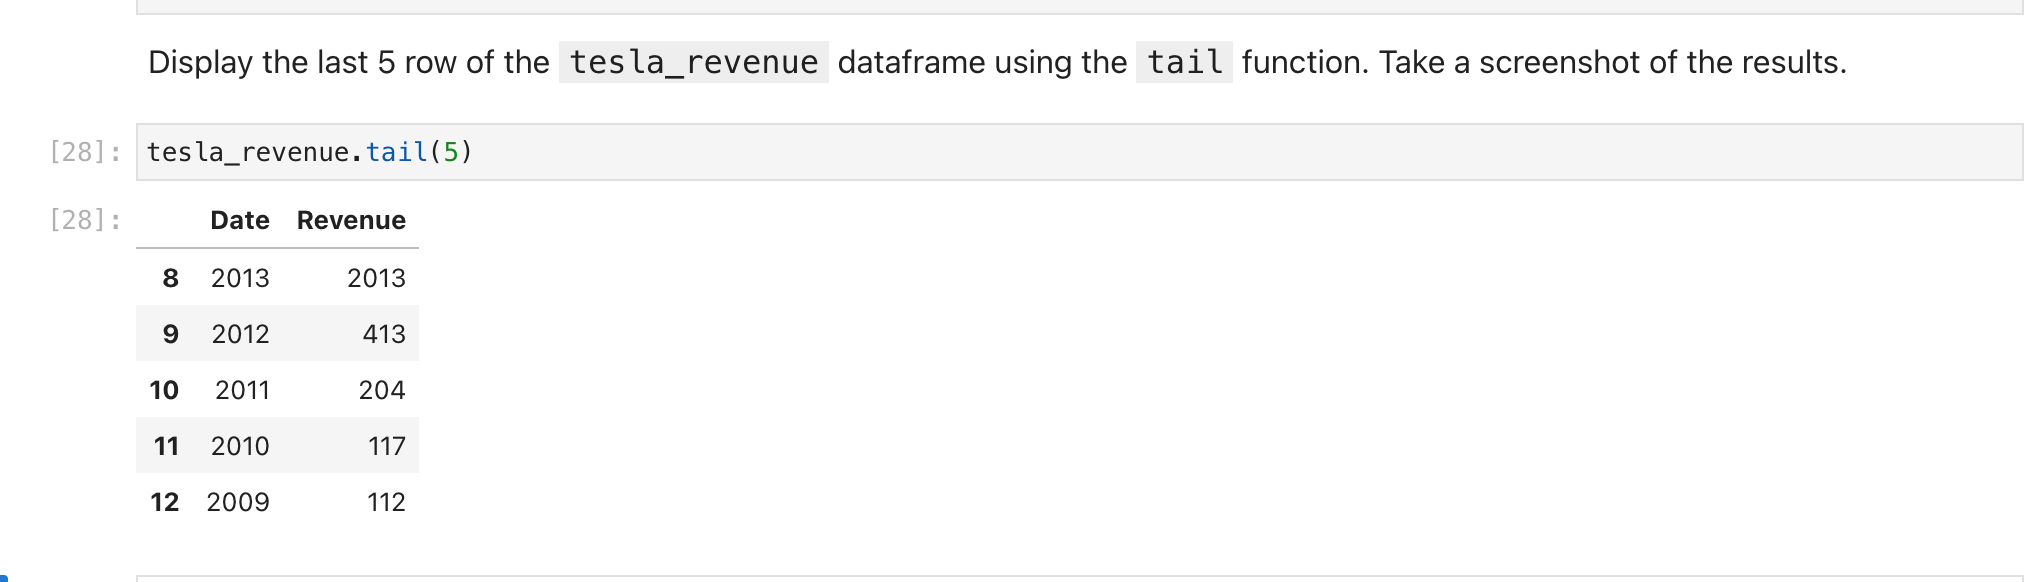 Display the last 5 row of the tesla_revenue dataframe using the tail function. Take a screenshot of the results.
[28]: tesla_revenue.tail(5)
[28]: Date Revenue
8 2013 2013
9 2012 413
10 2011 204
11 2010 117
12 2009 112